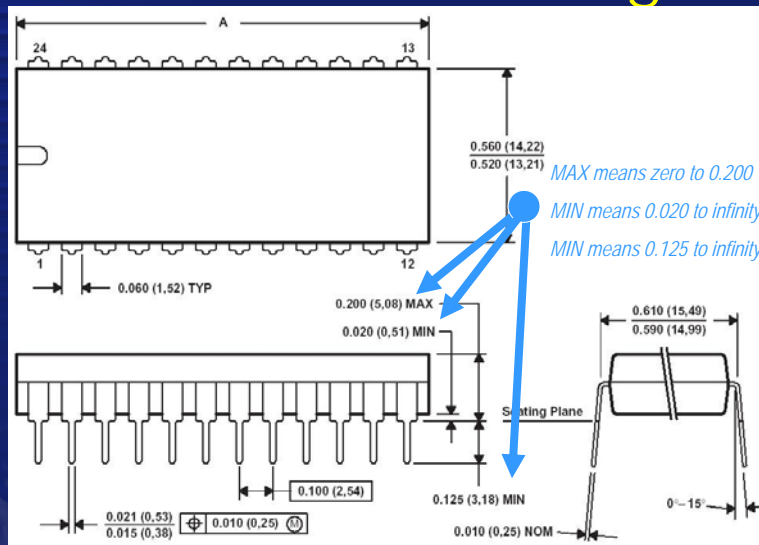 A
24 13
0.560 (14,22)
0.520 (13,21)
MAX means zero to 0.200
MIN means 0.020 to infinity
MIN means 0.125 to infinity
1 12
0.060 (1,52) TYP
0.200 (5,08) MAX
0.020 (0,51) MIN
0.610 (15,49)
0.590 (14,99)
Seating Plane
0.100 (2,54)
0.125 (3,18) MIN
0°–15°
0.021 (0,53)
0.015 (0,38)
0.010 (0,25) M
0.010 (0,25) NOM